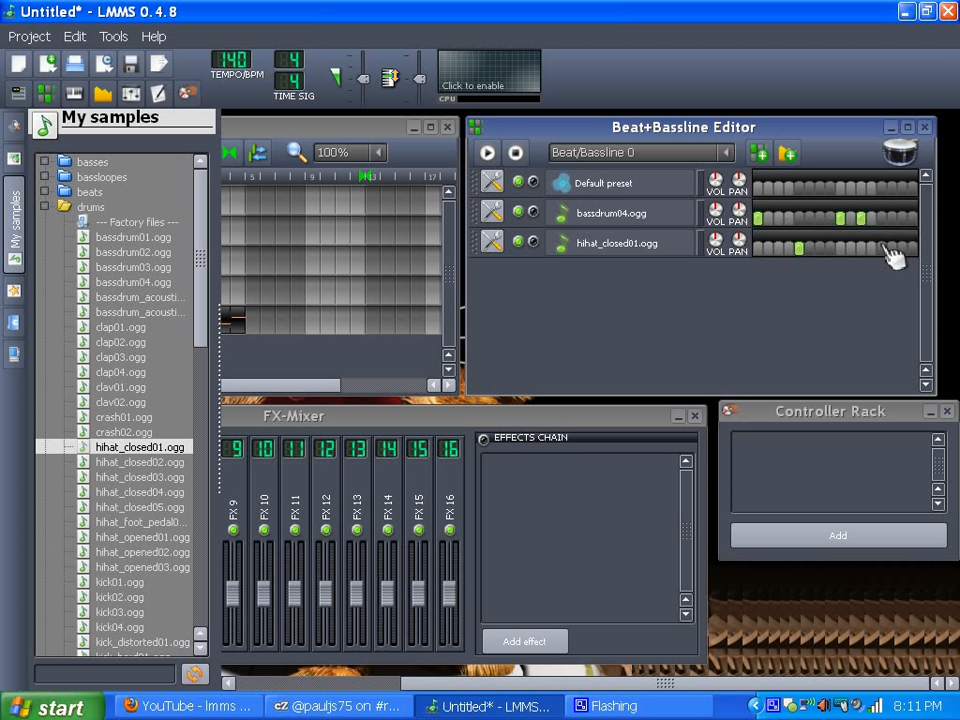 Untitled* - LMMS 0.4.8
Project Edit Tools Help
140
TEMPO/BPM
4
4
TIME SIG
Click to enable
CPU
My samples
My samples
basses
bassloopes
beats
drums
--- Factory files ---
bassdrum01.ogg
bassdrum02.ogg
bassdrum03.ogg
bassdrum04.ogg
bassdrum_acousti...
bassdrum_acousti...
clap01.ogg
clap02.ogg
clap03.ogg
clap04.ogg
clav01.ogg
clav02.ogg
crash01.ogg
crash02.ogg
hihat_closed01.ogg
hihat_closed02.ogg
hihat_closed03.ogg
hihat_closed04.ogg
hihat_closed05.ogg
hihat_foot_pedal0...
hihat_opened01.ogg
hihat_opened02.ogg
hihat_opened03.ogg
kick01.ogg
kick02.ogg
kick03.ogg
kick04.ogg
kick_distorted01.ogg
100%
5 9 13 17
Beat+Bassline Editor
Beat/Bassline 0
Default preset
VOL PAN
bassdrum04.ogg
VOL PAN
hihat_closed01.ogg
VOL PAN
FX-Mixer
9 10 11 12 13 14 15 16
FX 9 FX 10 FX 11 FX 12 FX 13 FX 14 FX 15 FX 16
EFFECTS CHAIN
Add effect
Controller Rack
Add
start
YouTube - lmms ...
cZ @pauljs75 on #r...
Untitled* - LMMS...
Flashing
8:11 PM